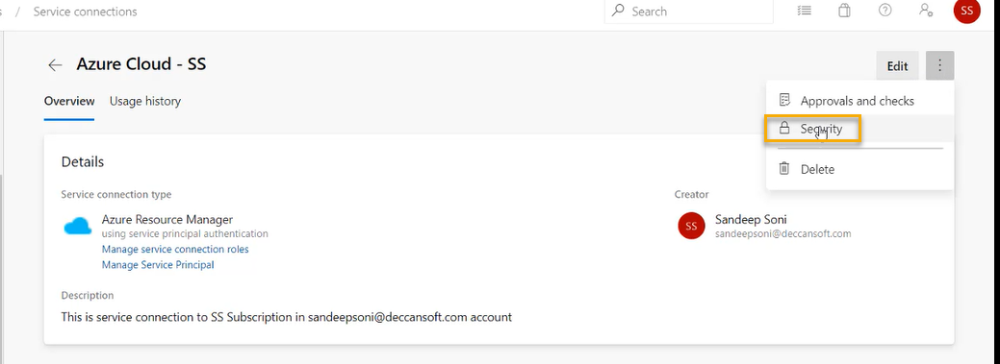 s / Service connections
Search
SS
Azure Cloud - SS
Edit
Overview Usage history
Approvals and checks
Security
Delete
Details
Service connection type
Azure Resource Manager
using service principal authentication
Manage service connection roles
Manage Service Principal
Creator
SS
Sandeep Soni
sandeepsoni@deccansoft.com
Description
This is service connection to SS Subscription in sandeepsoni@deccansoft.com account